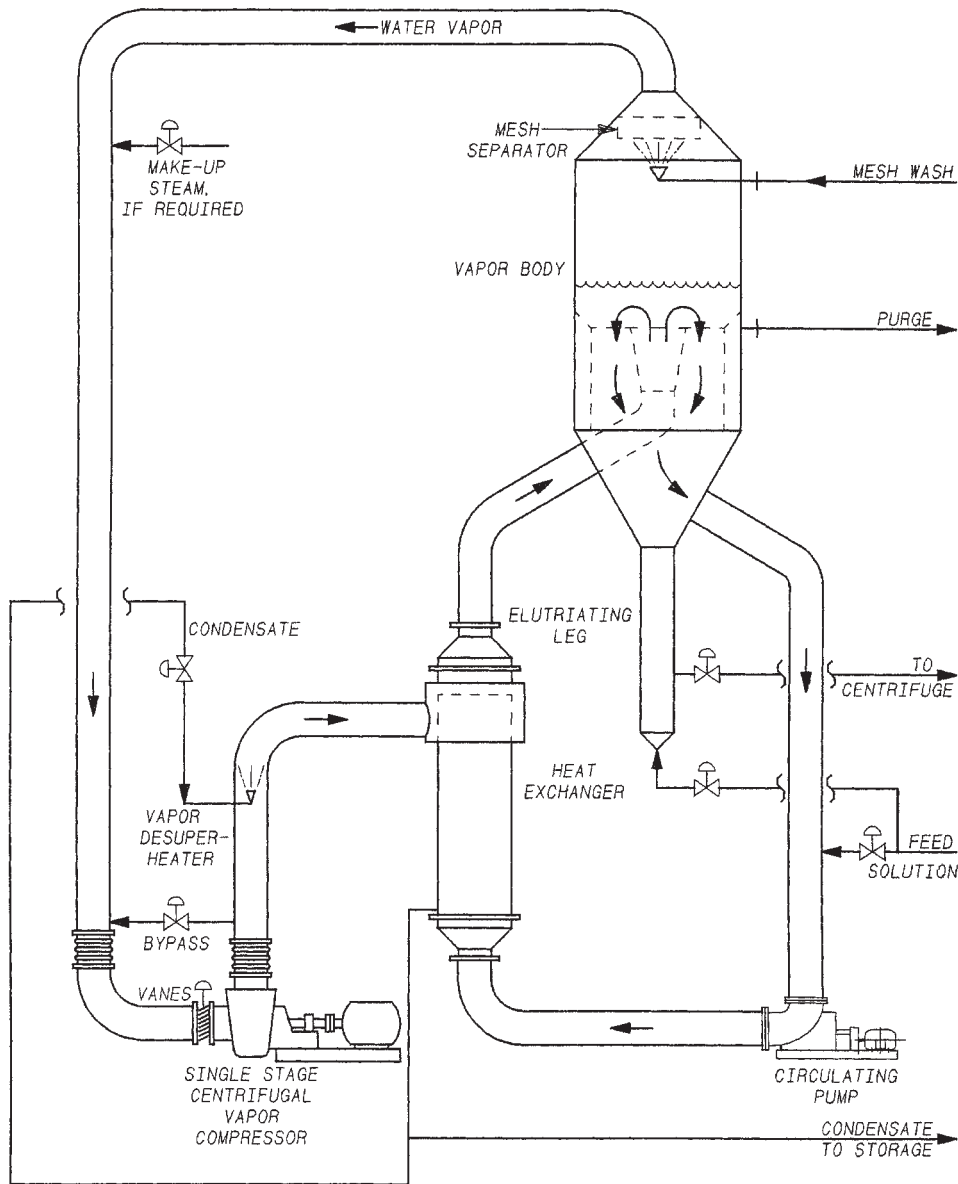 WATER VAPOR
MESH
SEPARATOR
MAKE-UP
STEAM,
IF REQUIRED
MESH WASH
VAPOR BODY
PURGE
ELUTRIATING
LEG
CONDENSATE
TO
CENTRIFUGE
HEAT
EXCHANGER
VAPOR
DESUPER-
HEATER
FEED
SOLUTION
BYPASS
VANES
SINGLE STAGE
CENTRIFUGAL
VAPOR
COMPRESSOR
CIRCULATING
PUMP
CONDENSATE
TO STORAGE